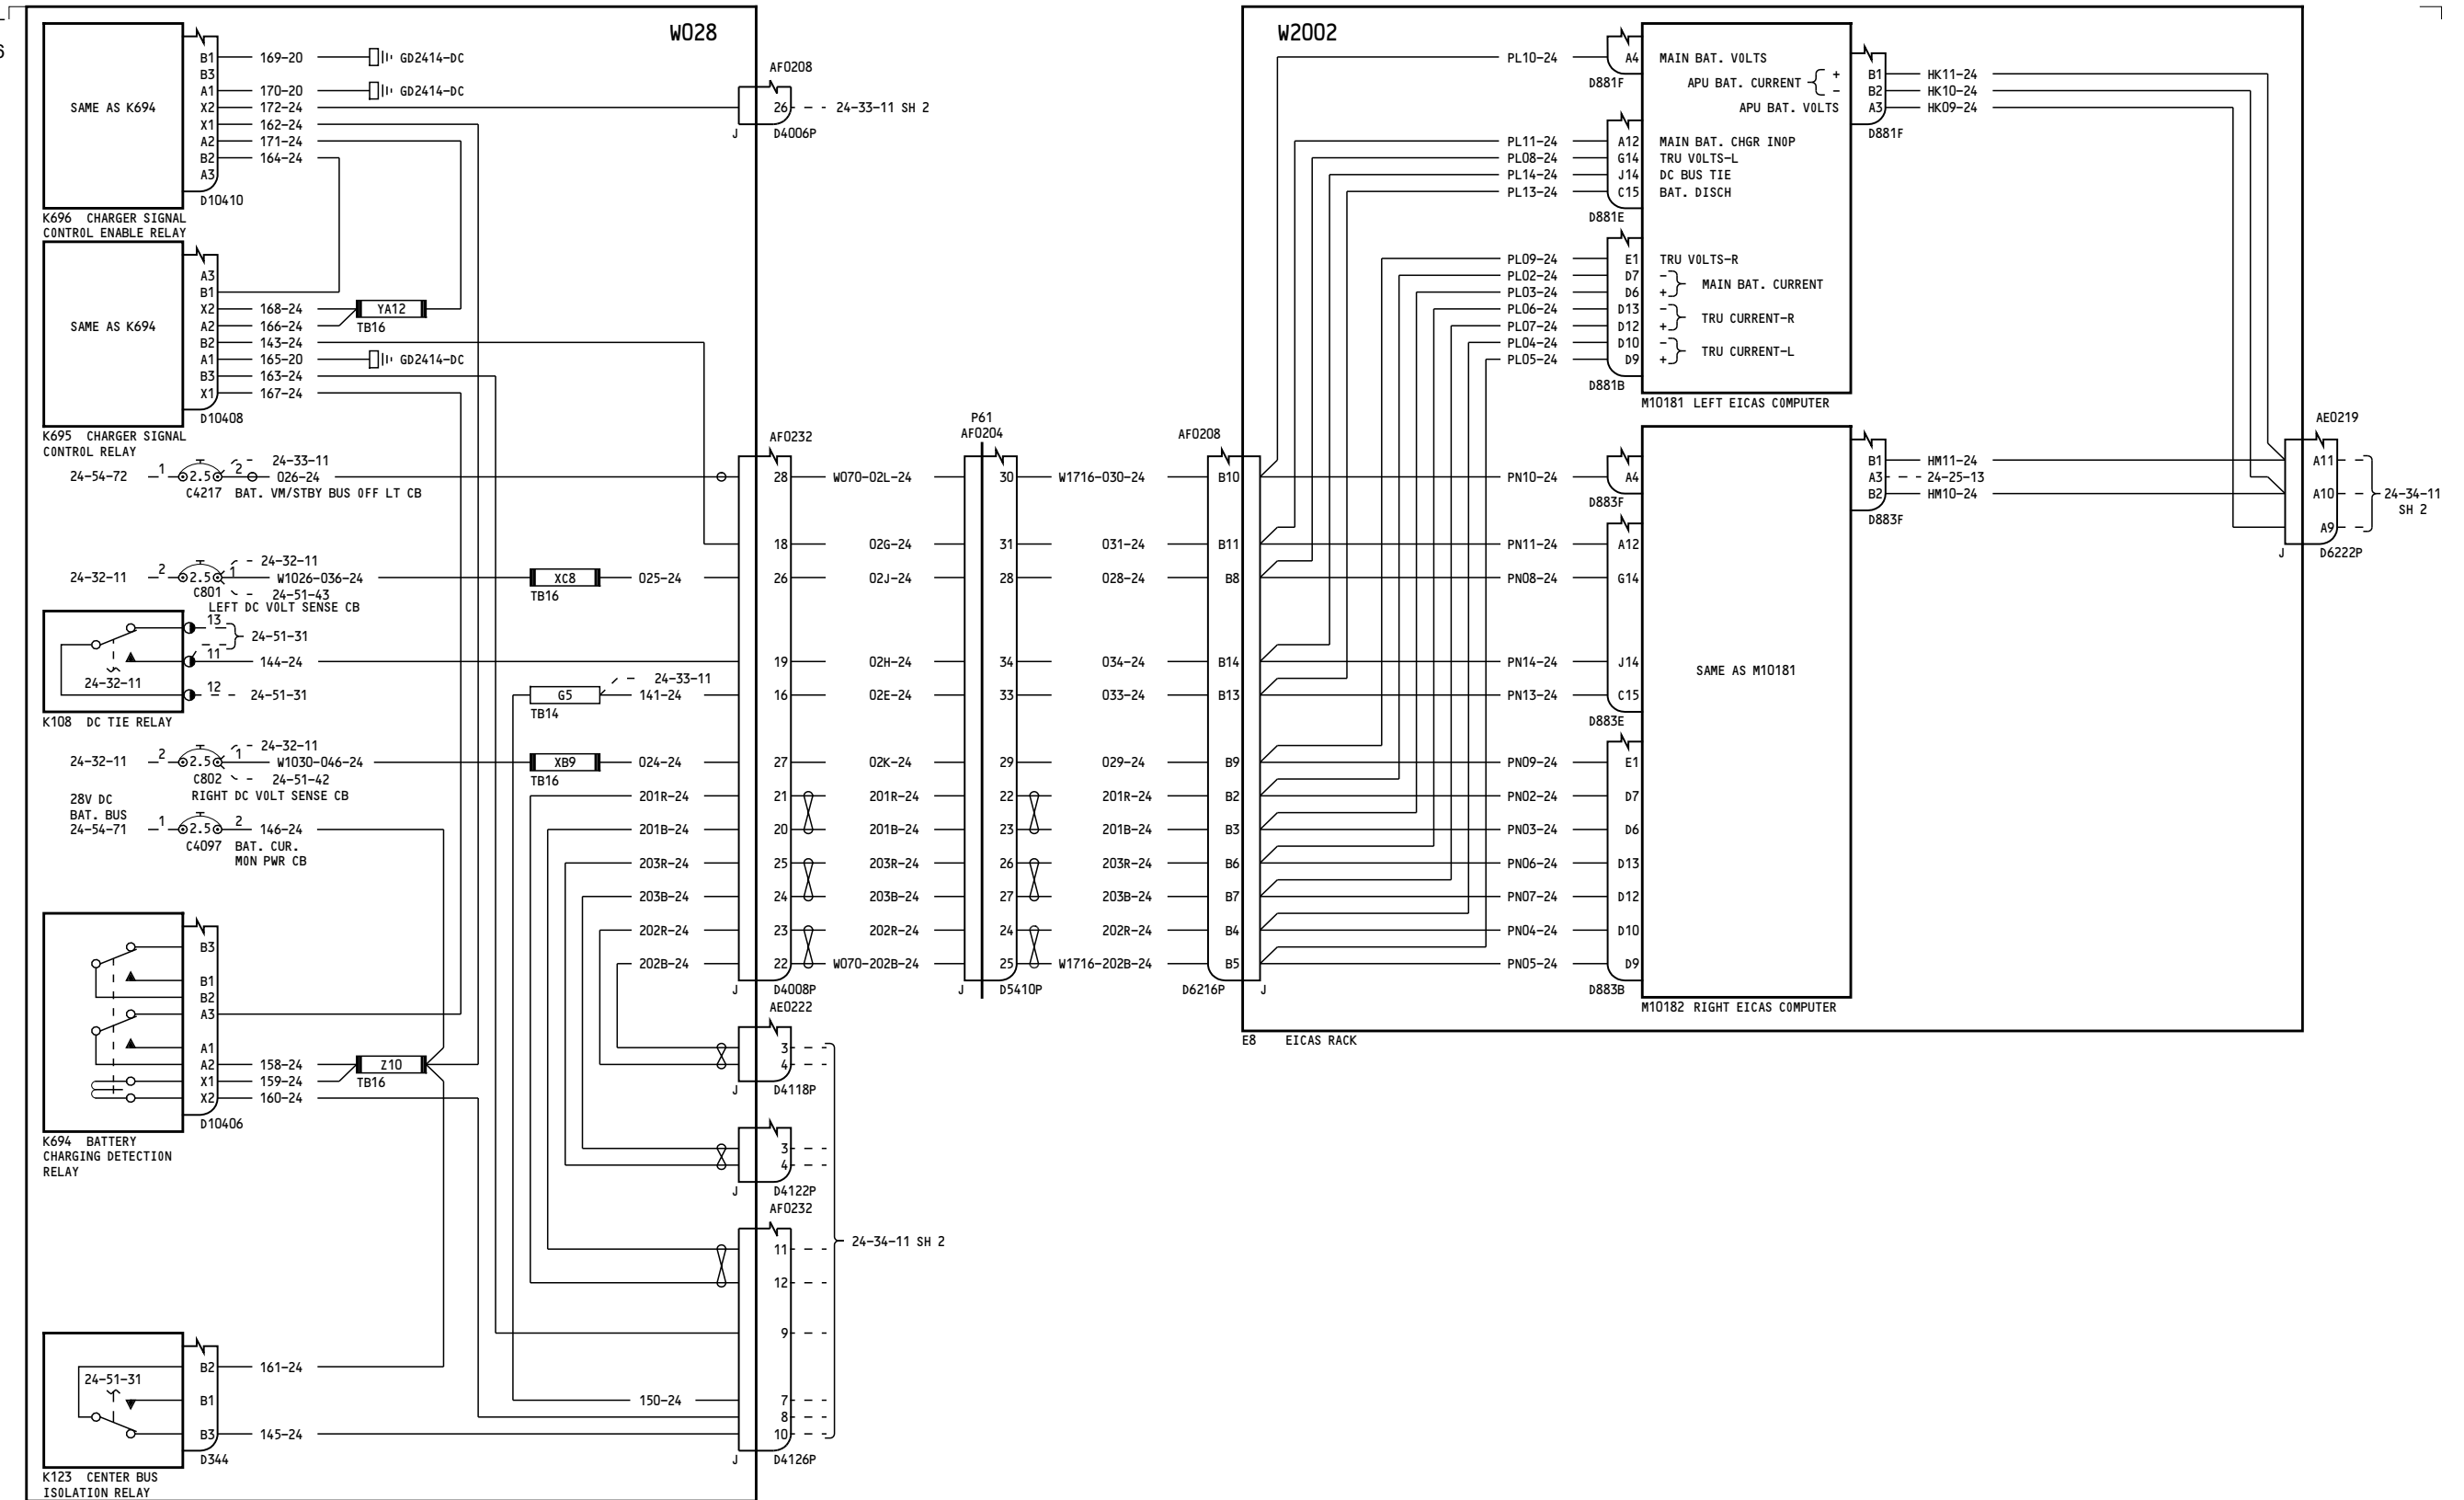 6
W028
W2002
SAME AS K694
B1 169-20 GD2414-DC
B3
A1 170-20 GD2414-DC
X2 172-24
X1 162-24
A2 171-24
B2 164-24
A3
D10410
K696 CHARGER SIGNAL
CONTROL ENABLE RELAY
AF0208
26 24-33-11 SH 2
J D4006P
SAME AS K694
A3
B1
X2 168-24
A2 166-24
B2 143-24
A1 165-20 GD2414-DC
B3 163-24
X1 167-24
D10408
YA12
TB16
K695 CHARGER SIGNAL
CONTROL RELAY
24-54-72 1 2.5 2 24-33-11
026-24
C4217 BAT. VM/STBY BUS OFF LT CB
24-32-11 2 2.5 1 24-32-11
W1026-036-24
C801 24-51-43
LEFT DC VOLT SENSE CB
XC8 025-24
TB16
13
24-51-31
11 144-24
24-32-11
12 24-51-31
K108 DC TIE RELAY
24-33-11
G5 141-24
TB14
24-32-11 2 2.5 1 24-32-11
W1030-046-24
C802 24-51-42
RIGHT DC VOLT SENSE CB
XB9 024-24
TB16
28V DC
BAT. BUS
24-54-71 1 2.5 2 146-24
C4097 BAT. CUR.
MON PWR CB
201R-24
201B-24
203R-24
203B-24
202R-24
202B-24
B3
B1
B2
A3
A1
A2 158-24
X1 159-24
X2 160-24
D10406
Z10
TB16
K694 BATTERY
CHARGING DETECTION
RELAY
24-51-31
B2 161-24
B1
B3 145-24
D344
K123 CENTER BUS
ISOLATION RELAY
150-24
AF0232
28 W070-02L-24
18 02G-24
26 02J-24
19 02H-24
16 02E-24
27 02K-24
21 201R-24
20 201B-24
25 203R-24
24 203B-24
23 202R-24
22 W070-202B-24
J D4008P
AE0222
3
4
J D4118P
3
4
J D4122P
AF0232
11
12
9
7
8
10
J D4126P
24-34-11 SH 2
P61
AF0204
30 W1716-030-24
31 031-24
28 028-24
34 034-24
33 033-24
29 029-24
22 201R-24
23 201B-24
26 203R-24
27 203B-24
24 202R-24
25 W1716-202B-24
J D5410P
AF0208
B10
B11
B8
B14
B13
B9
B2
B3
B6
B7
B4
B5
D6216P J
E8 EICAS RACK
PL10-24 A4 MAIN BAT. VOLTS
D881F
PL11-24 A12 MAIN BAT. CHGR INOP
PL08-24 G14 TRU VOLTS-L
PL14-24 J14 DC BUS TIE
PL13-24 C15 BAT. DISCH
D881E
PL09-24 E1 TRU VOLTS-R
PL02-24 D7 -
PL03-24 D6 + MAIN BAT. CURRENT
PL06-24 D13 -
PL07-24 D12 + TRU CURRENT-R
PL04-24 D10 -
PL05-24 D9 + TRU CURRENT-L
D881B
M10181 LEFT EICAS COMPUTER
APU BAT. CURRENT + -
APU BAT. VOLTS
B1 HK11-24
B2 HK10-24
A3 HK09-24
D881F
PN10-24 A4
D883F
PN11-24 A12
PN08-24 G14
PN14-24 J14
PN13-24 C15
D883E
PN09-24 E1
PN02-24 D7
PN03-24 D6
PN06-24 D13
PN07-24 D12
PN04-24 D10
PN05-24 D9
D883B
SAME AS M10181
M10182 RIGHT EICAS COMPUTER
B1 HM11-24
A3 24-25-13
B2 HM10-24
D883F
AE0219
A11
A10
A9
J D6222P
24-34-11
SH 2